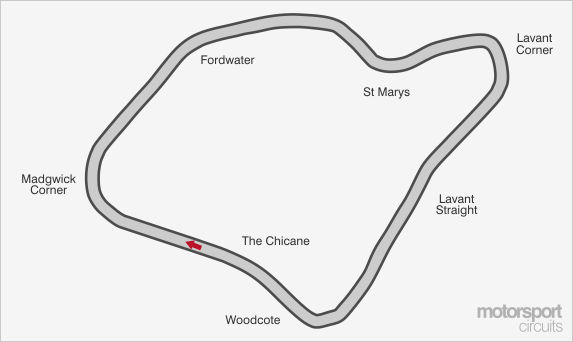 Lavant
Corner
Fordwater
St Marys
Madgwick
Corner
Lavant
Straight
The Chicane
Woodcote
motorsport
circuits